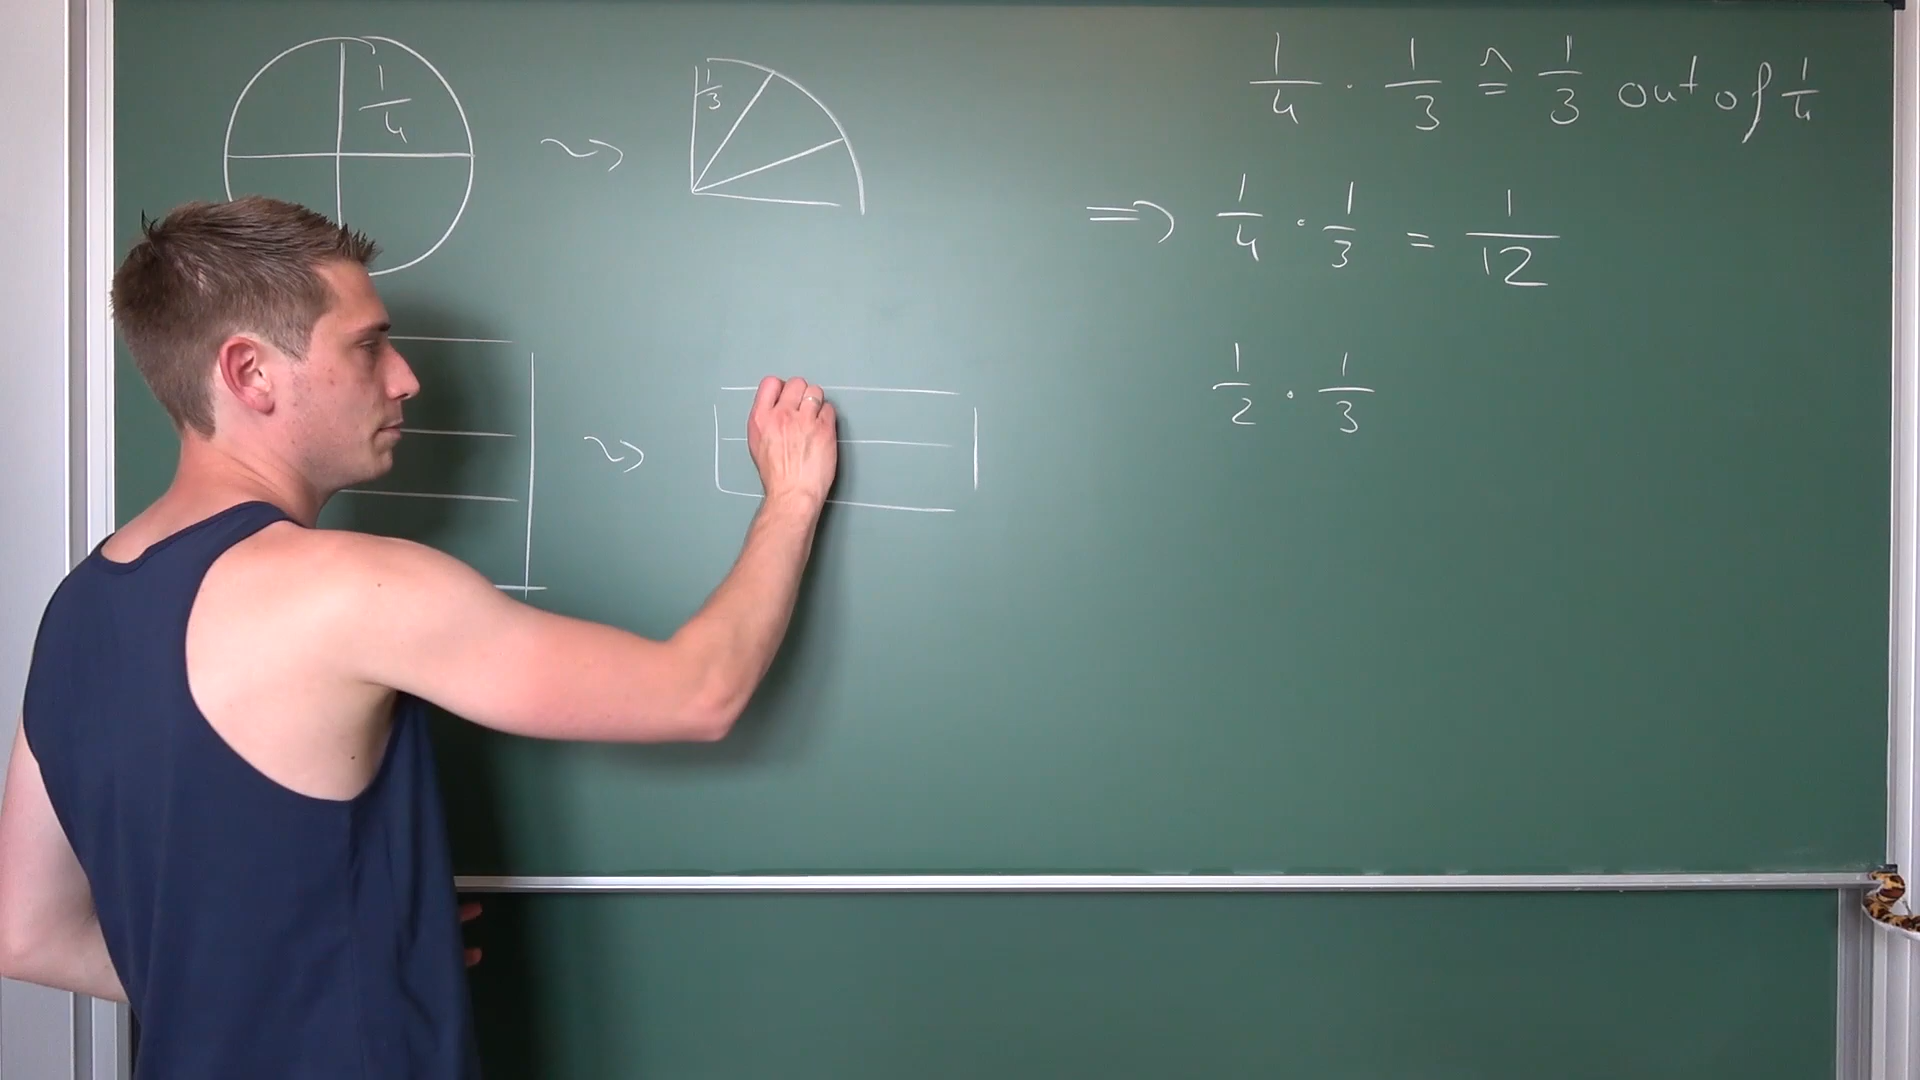 1/4
1/3
1/4 · 1/3 ≙ 1/3 out of 1/4
⇒ 1/4 · 1/3 = 1/12
1/2 · 1/3